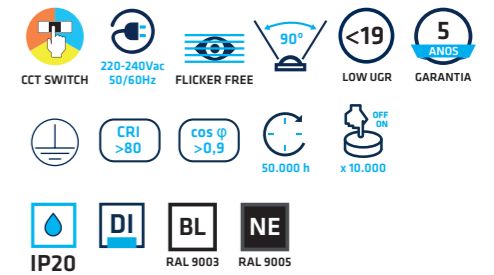 90°
<19
5
ANOS
CCT SWITCH
220-240Vac
50/60Hz
FLICKER FREE
LOW UGR
GARANTIA
CRI
>80
cos φ
>0,9
OFF
ON
50.000 h
x 10.000
DI
BL
NE
IP20
RAL 9003
RAL 9005